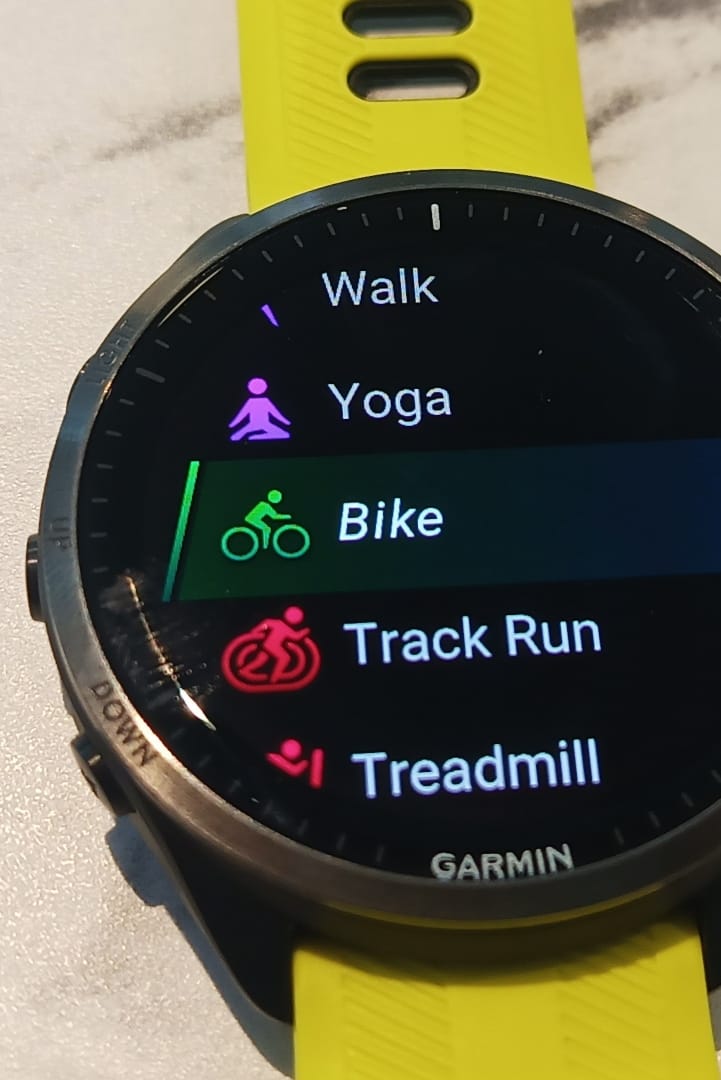 Walk
LIGHT
Yoga
Bike
UP
Track Run
DOWN
Treadmill
GARMIN